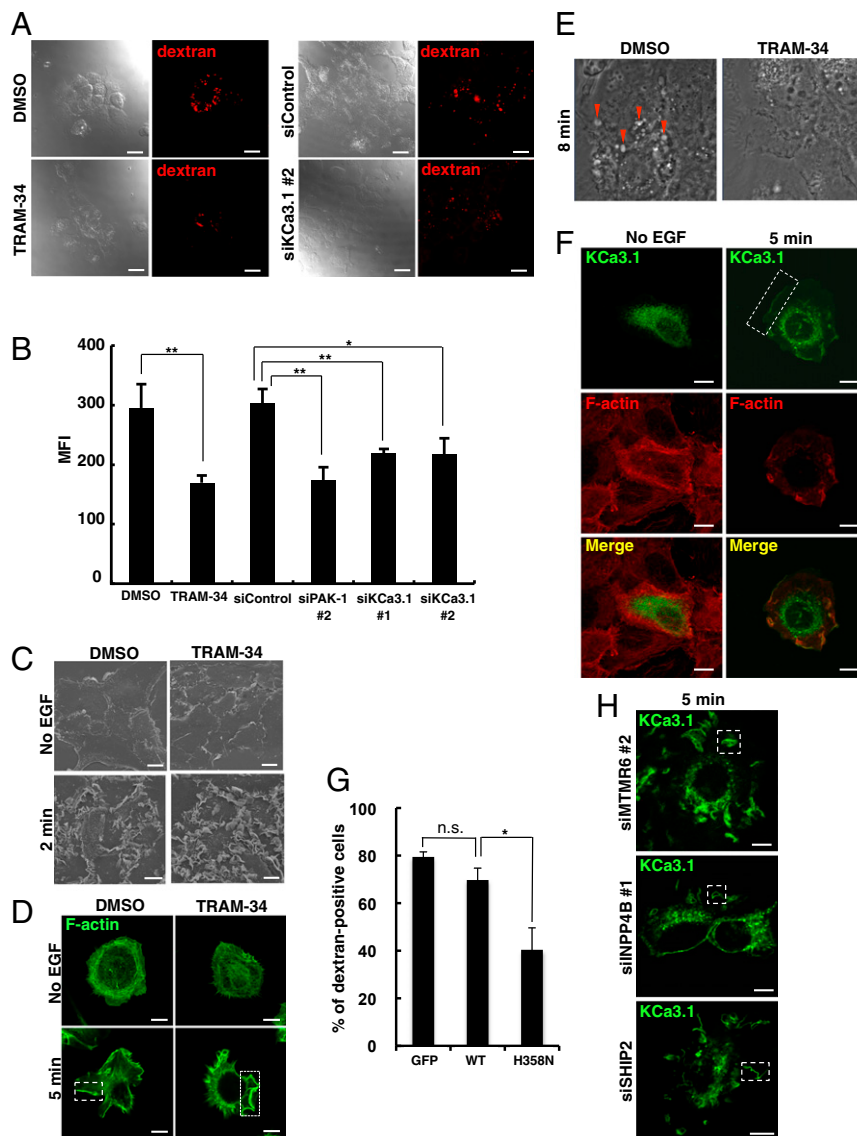 A
DMSO
dextran
siControl
dextran
TRAM-34
dextran
siKCa3.1 #2
dextran
B
MFI
400
300
200
100
0
**
**
**
*
DMSO
TRAM-34
siControl
siPAK-1
#2
siKCa3.1
#1
siKCa3.1
#2
C
DMSO
TRAM-34
No EGF
2 min
D
DMSO
TRAM-34
F-actin
No EGF
5 min
E
DMSO
TRAM-34
8 min
F
No EGF
5 min
KCa3.1
KCa3.1
F-actin
F-actin
Merge
Merge
G
% of dextran-positive cells
100
80
60
40
20
0
n.s.
*
GFP
WT
H358N
H
5 min
KCa3.1
siMTMR6 #2
KCa3.1
siINPP4B #1
KCa3.1
siSHIP2